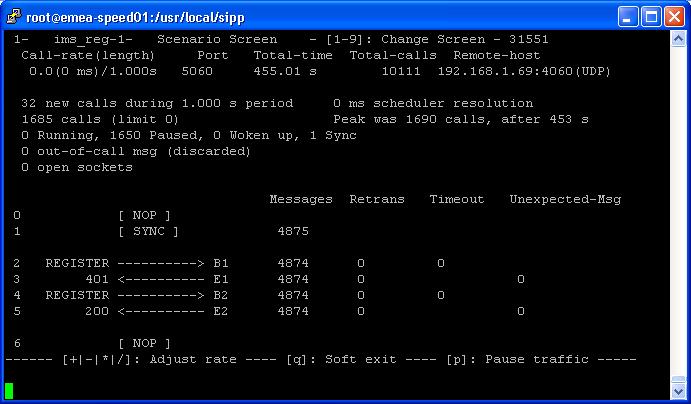 root@emea-speed01:/usr/local/sipp
1-   ims_reg-1-   Scenario Screen    - [1-9]: Change Screen - 31551
Call-rate(length)     Port   Total-time  Total-calls  Remote-host
0.0(0 ms)/1.000s   5060     455.01 s        10111  192.168.1.69:4060(UDP)
32 new calls during 1.000 s period     0 ms scheduler resolution
1685 calls (limit 0)                   Peak was 1690 calls, after 453 s
0 Running, 1650 Paused, 0 Woken up, 1 Sync
0 out-of-call msg (discarded)
0 open sockets
Messages  Retrans   Timeout   Unexpected-Msg
0            [ NOP ]
1            [ SYNC ]            4875
2   REGISTER ----------> B1      4874      0         0
3        401 <---------- E1      4874      0                   0
4   REGISTER ----------> B2      4874      0         0
5        200 <---------- E2      4874      0                   0
6            [ NOP ]
------ [+|-|*|/]: Adjust rate ---- [q]: Soft exit ---- [p]: Pause traffic -----